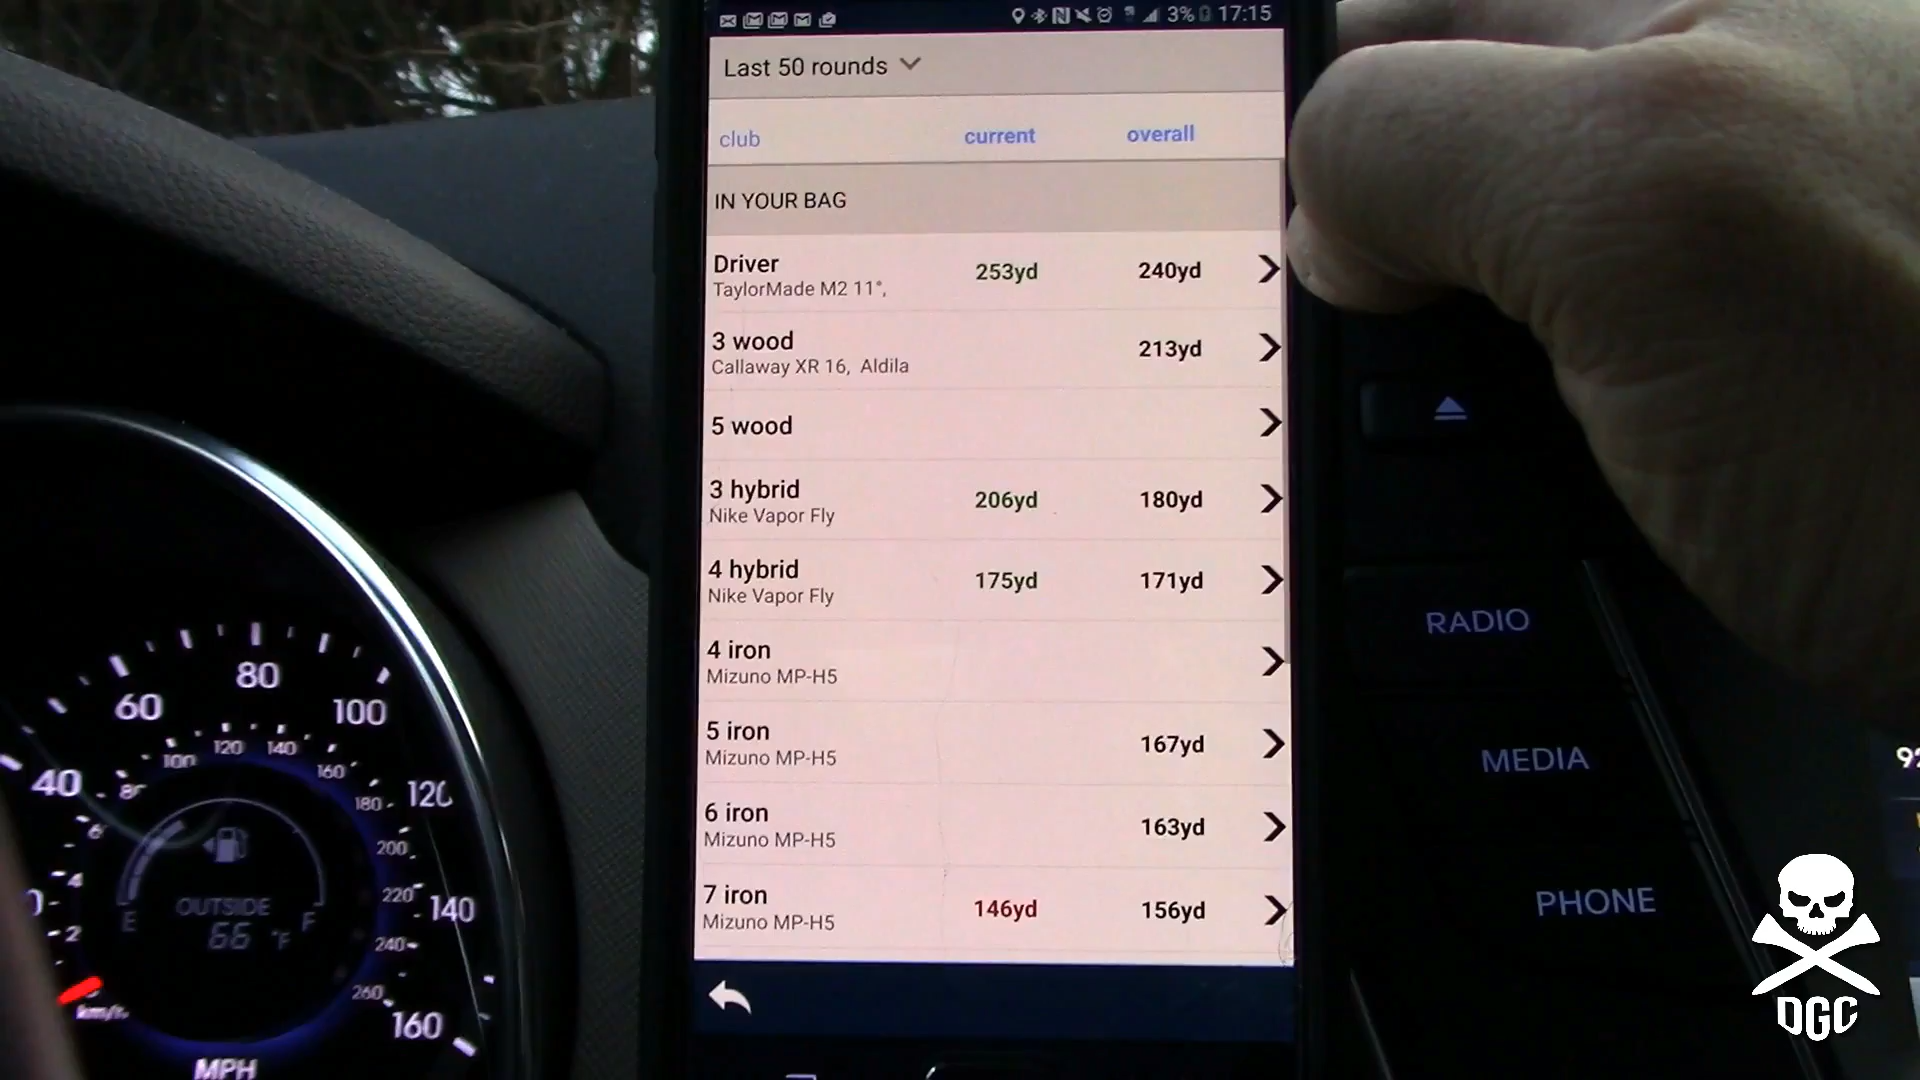 3% 17:15
Last 50 rounds
club current overall
IN YOUR BAG
Driver 253yd 240yd
TaylorMade M2 11°,
3 wood 213yd
Callaway XR 16, Aldila
5 wood
3 hybrid 206yd 180yd
Nike Vapor Fly
4 hybrid 175yd 171yd
Nike Vapor Fly
4 iron
Mizuno MP-H5
5 iron 167yd
Mizuno MP-H5
6 iron 163yd
Mizuno MP-H5
7 iron 146yd 156yd
Mizuno MP-H5
RADIO
MEDIA
PHONE
40 60 80 100 120 140 160
100 120 140 160 180 200 220 240 260
2 4
E OUTSIDE F
66 °F
km/h
MPH
DGC